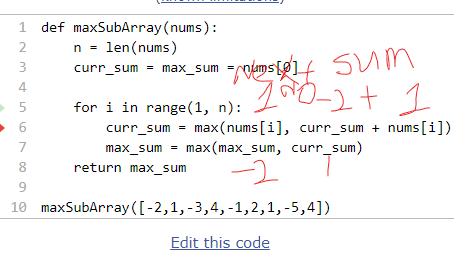 (known limitations)
1 def maxSubArray(nums):
2     n = len(nums)
3     curr_sum = max_sum = nums[0]
next sum
4
1 -2 + 1
5     for i in range(1, n):
6         curr_sum = max(nums[i], curr_sum + nums[i])
7         max_sum = max(max_sum, curr_sum)
8     return max_sum
-2 1
9
10 maxSubArray([-2,1,-3,4,-1,2,1,-5,4])
Edit this code